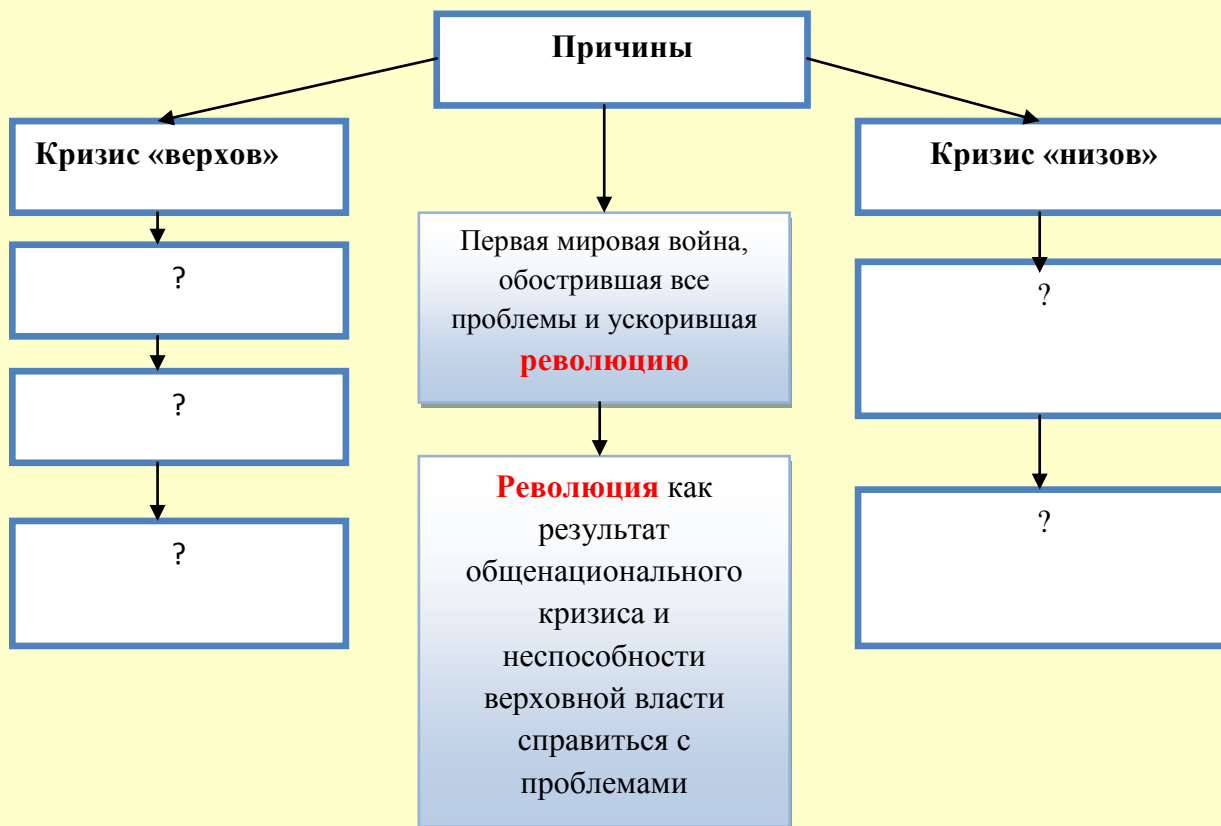 Причины
Кризис «верхов»
?
?
?
Первая мировая война,
обострившая все
проблемы и ускорившая
революцию
Революция как
результат
общенационального
кризиса и
неспособности
верховной власти
справиться с
проблемами
Кризис «низов»
?
?